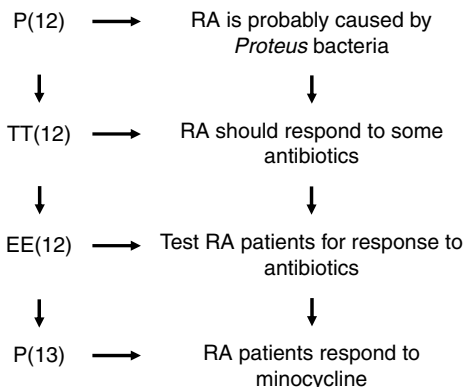 P(12)
RA is probably caused by
Proteus bacteria
TT(12)
RA should respond to some
antibiotics
EE(12)
Test RA patients for response to
antibiotics
P(13)
RA patients respond to
minocycline